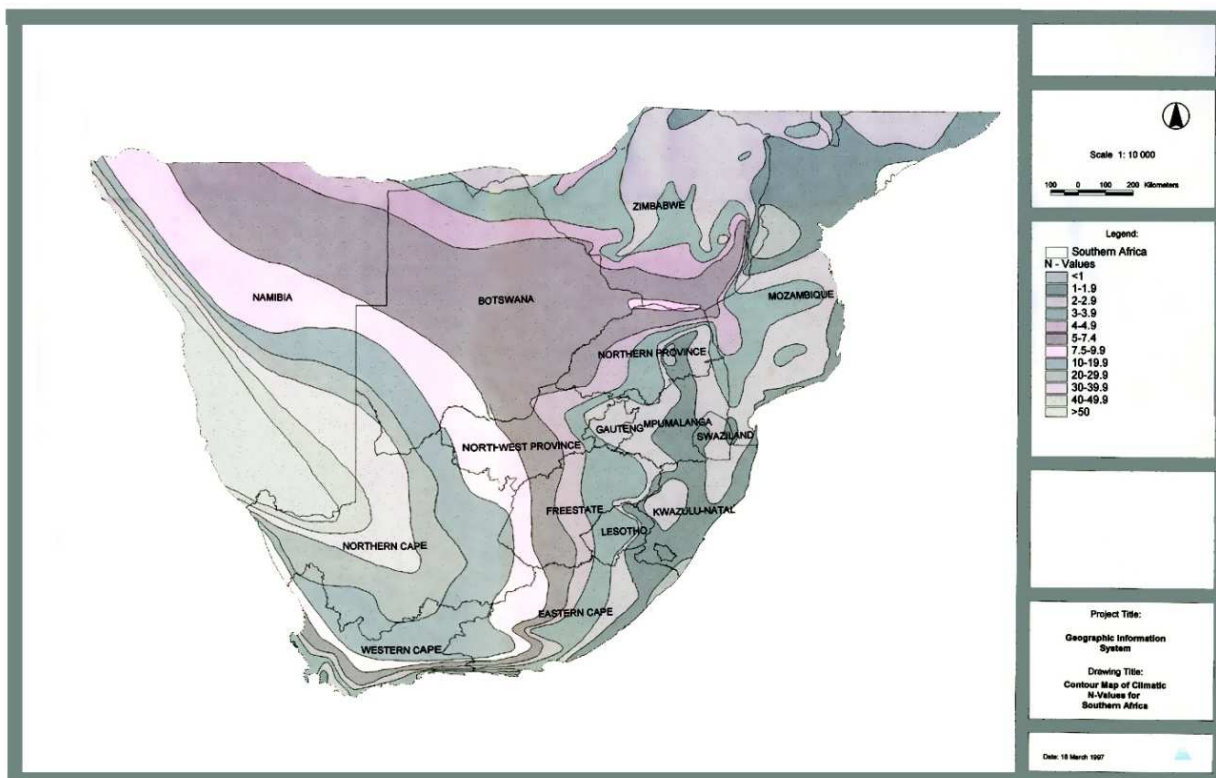 ZIMBABWE
NAMIBIA
BOTSWANA
MOZAMBIQUE
NORTHERN PROVINCE
GAUTENG
MPUMALANGA
SWAZILAND
NORTH-WEST PROVINCE
FREESTATE
KWAZULU-NATAL
LESOTHO
NORTHERN CAPE
EASTERN CAPE
WESTERN CAPE
Scale 1: 10 000
100 0 100 200 Kilometers
Legend:
Southern Africa
N - Values
<1
1-1.9
2-2.9
3-3.9
4-4.9
5-7.4
7.5-9.9
10-19.9
20-29.9
30-39.9
40-49.9
>50
Project Title:
Geographic Information
System
Drawing Title:
Contour Map of Climatic
N-Values for
Southern Africa
Date: 18 March 1997